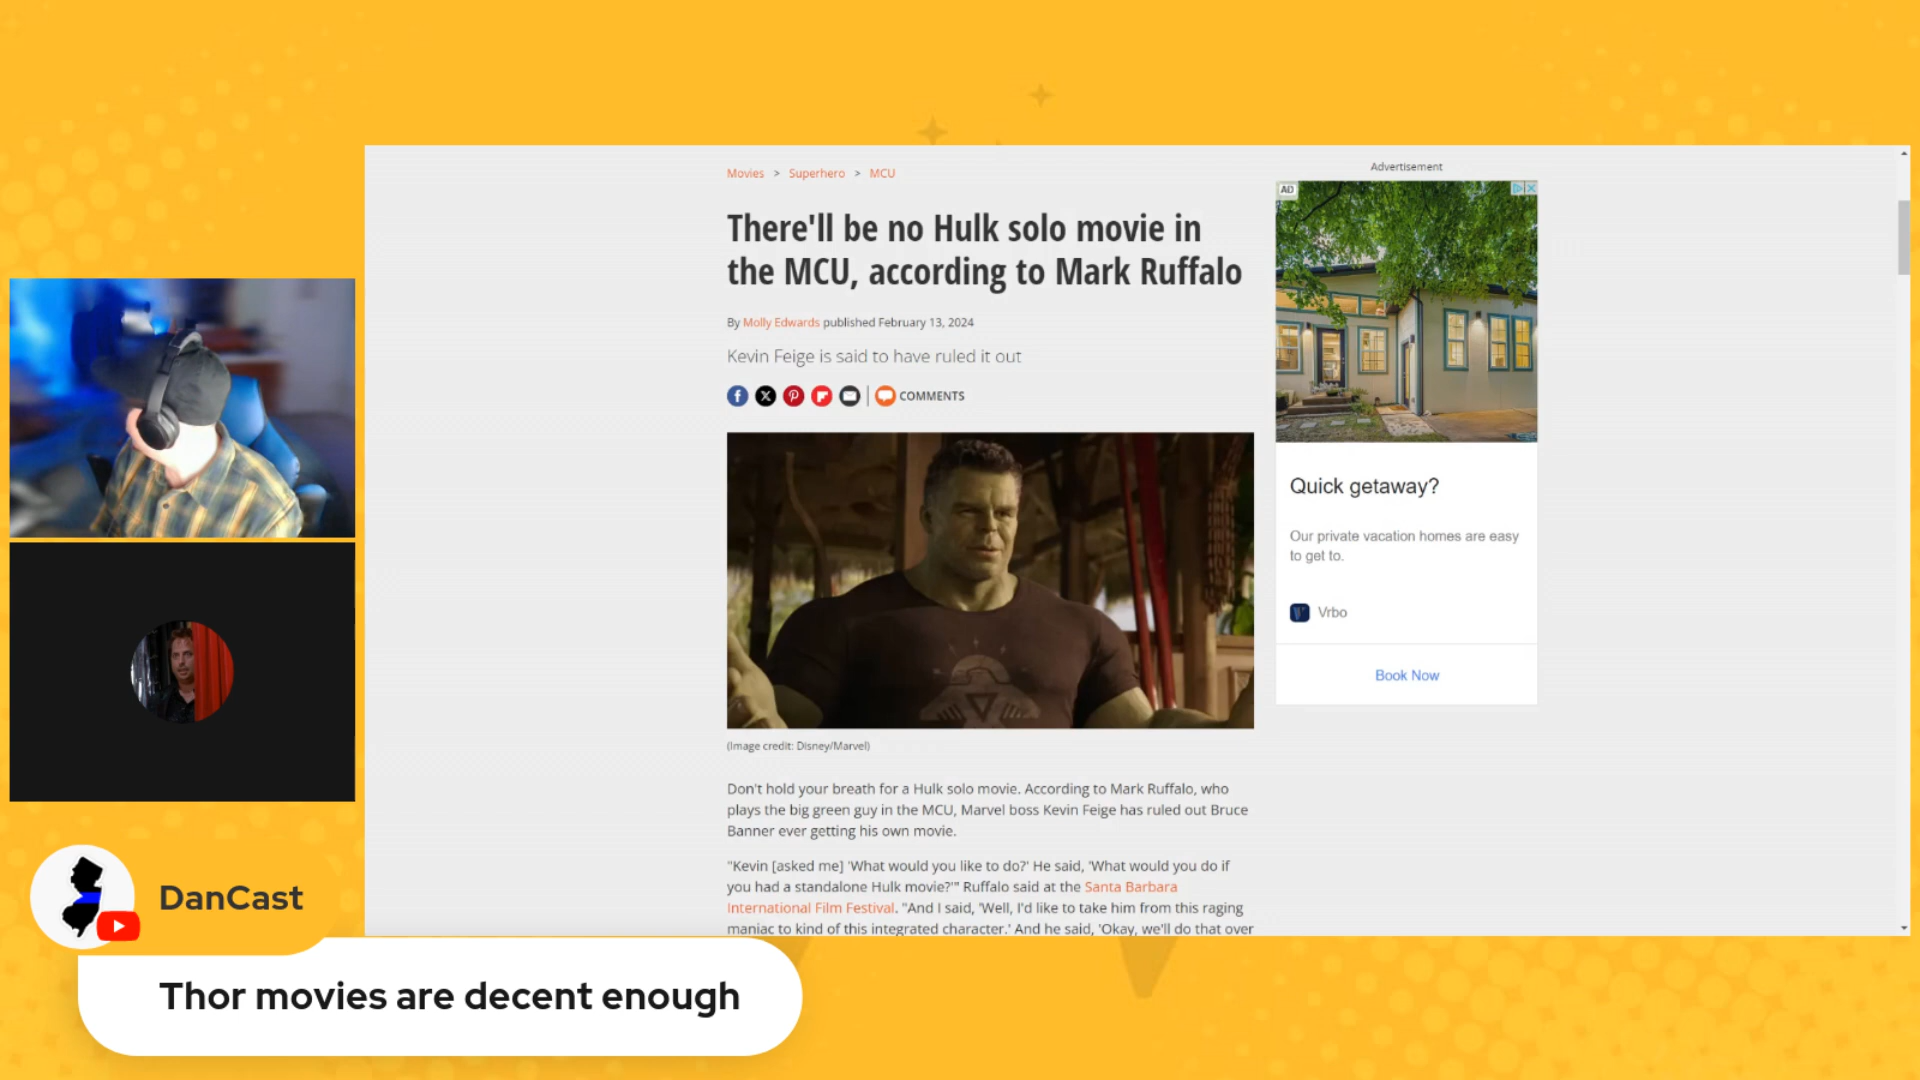 Movies > Superhero > MCU
There'll be no Hulk solo movie in
the MCU, according to Mark Ruffalo
By Molly Edwards published February 13, 2024
Kevin Feige is said to have ruled it out
COMMENTS
(Image credit: Disney/Marvel)
Don't hold your breath for a Hulk solo movie. According to Mark Ruffalo, who
plays the big green guy in the MCU, Marvel boss Kevin Feige has ruled out Bruce
Banner ever getting his own movie.
"Kevin [asked me] 'What would you like to do?' He said, 'What would you do if
you had a standalone Hulk movie?'" Ruffalo said at the Santa Barbara
International Film Festival. "And I said, 'Well, I'd like to take him from this raging
maniac to kind of this integrated character.' And he said, 'Okay, we'll do that over
Advertisement
AD
Quick getaway?
Our private vacation homes are easy
to get to.
Vrbo
Book Now
DanCast
Thor movies are decent enough